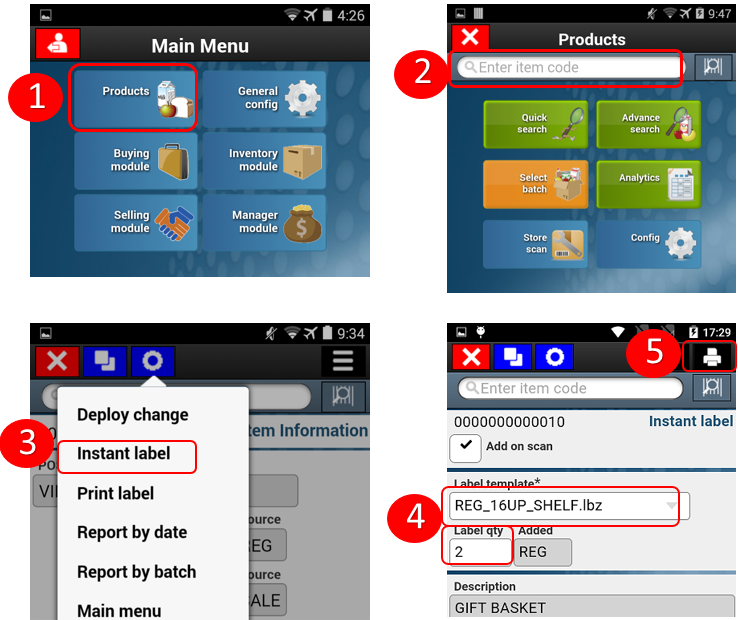 4:26
Main Menu
1
Products
General
config
Buying
module
Inventory
module
Selling
module
Manager
module
9:47
Products
2
Enter item code
Quick
search
Advance
search
Select
batch
Analytics
Store
scan
Config
9:34
3
Deploy change
Instant label
Print label
Report by date
Report by batch
Main menu
tem Information
VI
ource
REG
ource
ALE
17:29
5
Enter item code
0000000000010
Instant label
Add on scan
Label template*
4
REG_16UP_SHELF.lbz
Label qty
Added
2
REG
Description
GIFT BASKET